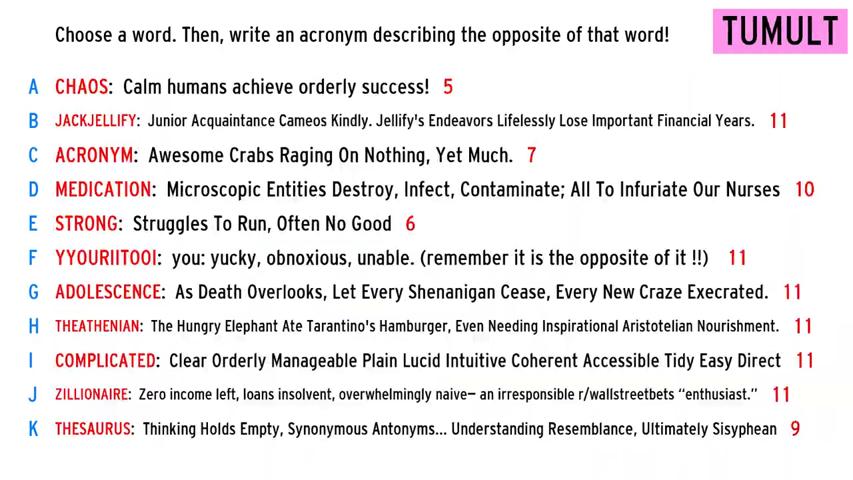 Choose a word. Then, write an acronym describing the opposite of that word!
TUMULT
A CHAOS: Calm humans achieve orderly success! 5
B JACKJELLIFY: Junior Acquaintance Cameos Kindly. Jellify's Endeavors Lifelessly Lose Important Financial Years. 11
C ACRONYM: Awesome Crabs Raging On Nothing, Yet Much. 7
D MEDICATION: Microscopic Entities Destroy, Infect, Contaminate; All To Infuriate Our Nurses 10
E STRONG: Struggles To Run, Often No Good 6
F YYOURIITOOI: you: yucky, obnoxious, unable. (remember it is the opposite of it !!) 11
G ADOLESCENCE: As Death Overlooks, Let Every Shenanigan Cease, Every New Craze Execrated. 11
H THEATHENIAN: The Hungry Elephant Ate Tarantino's Hamburger, Even Needing Inspirational Aristotelian Nourishment. 11
I COMPLICATED: Clear Orderly Manageable Plain Lucid Intuitive Coherent Accessible Tidy Easy Direct 11
J ZILLIONAIRE: Zero income left, loans insolvent, overwhelmingly naive— an irresponsible r/wallstreetbets “enthusiast.” 11
K THESAURUS: Thinking Holds Empty, Synonymous Antonyms... Understanding Resemblance, Ultimately Sisyphean 9